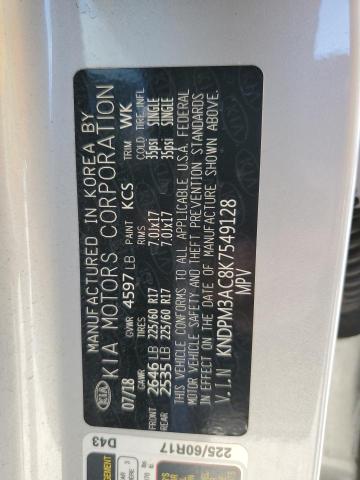 MANUFACTURED IN KOREA BY
KIA MOTORS CORPORATION
KIA
07/18 GVWR 4597 LB PAINT KCS TRIM WK
GAWR TIRES RIMS COLD TIRE INFL
FRONT 2646 LB 225/60 R17 7.0Jx17 35psi SINGLE
REAR 2535 LB 225/60 R17 7.0Jx17 35psi SINGLE
THIS VEHICLE CONFORMS TO ALL APPLICABLE U.S.A. FEDERAL
MOTOR VEHICLE SAFETY AND THEFT PREVENTION STANDARDS
IN EFFECT ON THE DATE OF MANUFACTURE SHOWN ABOVE.
V.I.N KNDPM3AC8K7549128
MPV
D43
225/60R17